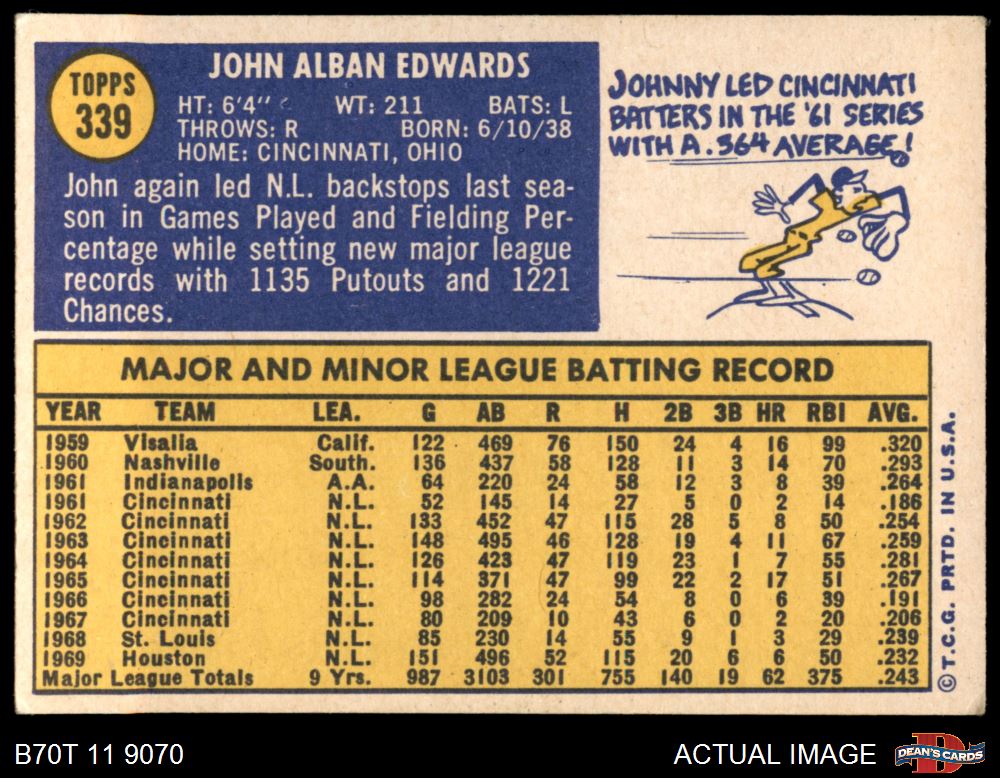 TOPPS
339
JOHN ALBAN EDWARDS
HT: 6'4" WT: 211 BATS: L
THROWS: R BORN: 6/10/38
HOME: CINCINNATI, OHIO
John again led N.L. backstops last sea-
son in Games Played and Fielding Per-
centage while setting new major league
records with 1135 Putouts and 1221
Chances.
JOHNNY LED CINCINNATI
BATTERS IN THE '61 SERIES
WITH A .364 AVERAGE!
MAJOR AND MINOR LEAGUE BATTING RECORD
YEAR TEAM LEA. G AB R H 2B 3B HR RBI AVG.
1959 Visalia Calif. 122 469 76 150 24 4 16 99 .320
1960 Nashville South. 136 437 58 128 11 3 14 70 .293
1961 Indianapolis A.A. 64 220 24 58 12 3 8 39 .264
1961 Cincinnati N.L. 52 145 14 27 5 0 2 14 .186
1962 Cincinnati N.L. 133 452 47 115 28 5 8 50 .254
1963 Cincinnati N.L. 148 495 46 128 19 4 11 67 .259
1964 Cincinnati N.L. 126 423 47 119 23 1 7 55 .281
1965 Cincinnati N.L. 114 371 47 99 22 2 17 51 .267
1966 Cincinnati N.L. 98 282 24 54 8 0 6 39 .191
1967 Cincinnati N.L. 80 209 10 43 6 0 2 20 .206
1968 St. Louis N.L. 85 230 14 55 9 1 3 29 .239
1969 Houston N.L. 151 496 52 115 20 6 6 50 .232
Major League Totals 9 Yrs. 987 3103 301 755 140 19 62 375 .243
© T.C.G. PRTD. IN U.S.A.
B70T 11 9070
ACTUAL IMAGE
DEAN'S CARDS